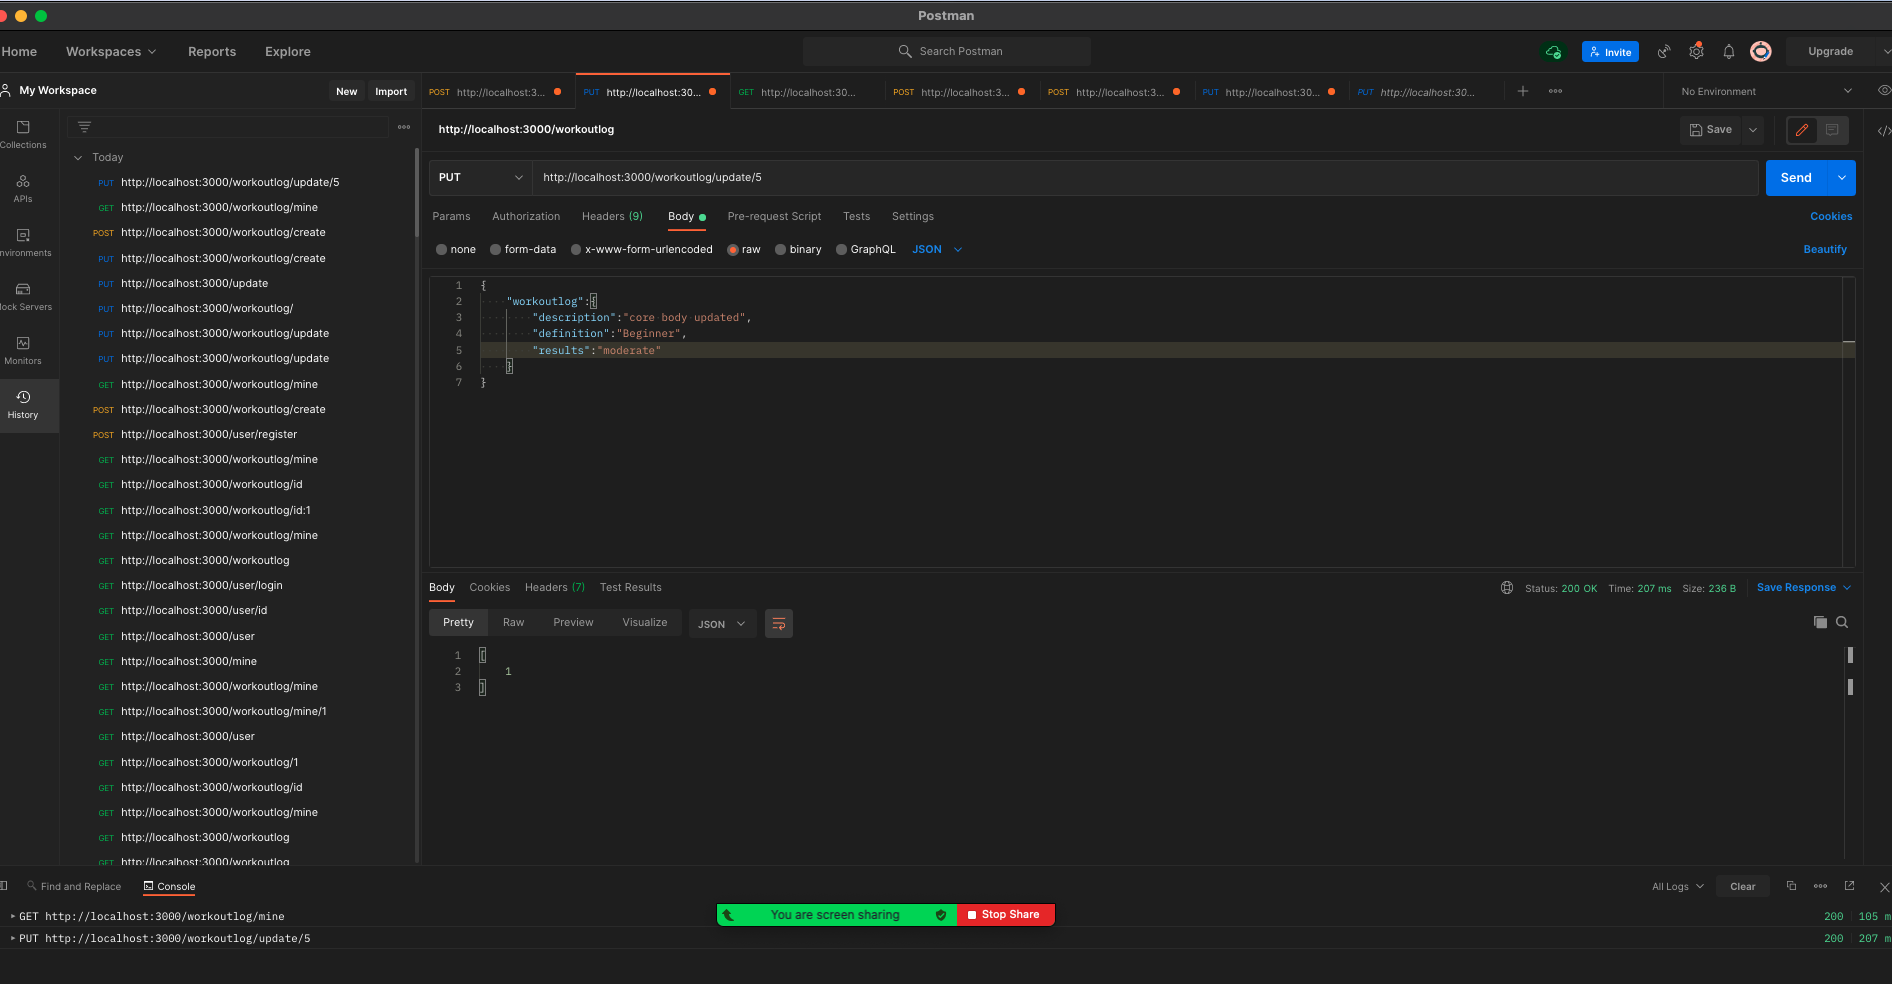 Postman
Home Workspaces Reports Explore Search Postman Invite Upgrade
My Workspace New Import POST http://localhost:3... PUT http://localhost:30... GET http://localhost:30... POST http://localhost:3... POST http://localhost:3... PUT http://localhost:30... PUT http://localhost:30... No Environment
Collections
APIs
nvironments
Mock Servers
Monitors
History
Today
PUT http://localhost:3000/workoutlog/update/5
GET http://localhost:3000/workoutlog/mine
POST http://localhost:3000/workoutlog/create
PUT http://localhost:3000/workoutlog/create
PUT http://localhost:3000/update
PUT http://localhost:3000/workoutlog/
PUT http://localhost:3000/workoutlog/update
PUT http://localhost:3000/workoutlog/update
GET http://localhost:3000/workoutlog/mine
POST http://localhost:3000/workoutlog/create
POST http://localhost:3000/user/register
GET http://localhost:3000/workoutlog/mine
GET http://localhost:3000/workoutlog/id
GET http://localhost:3000/workoutlog/id:1
GET http://localhost:3000/workoutlog/mine
GET http://localhost:3000/workoutlog
GET http://localhost:3000/user/login
GET http://localhost:3000/user/id
GET http://localhost:3000/user
GET http://localhost:3000/mine
GET http://localhost:3000/workoutlog/mine
GET http://localhost:3000/workoutlog/mine/1
GET http://localhost:3000/user
GET http://localhost:3000/workoutlog/1
GET http://localhost:3000/workoutlog/id
GET http://localhost:3000/workoutlog/mine
GET http://localhost:3000/workoutlog
GET http://localhost:3000/workoutlog
http://localhost:3000/workoutlog Save
PUT http://localhost:3000/workoutlog/update/5 Send
Params Authorization Headers (9) Body Pre-request Script Tests Settings Cookies
none form-data x-www-form-urlencoded raw binary GraphQL JSON Beautify
1 {
2 "workoutlog":{
3 "description":"core body updated",
4 "definition":"Beginner",
5 "results":"moderate"
6 }
7 }
Body Cookies Headers (7) Test Results Status: 200 OK Time: 207 ms Size: 236 B Save Response
Pretty Raw Preview Visualize JSON
1 [
2 1
3 ]
Find and Replace Console All Logs Clear
GET http://localhost:3000/workoutlog/mine 200 105 m
PUT http://localhost:3000/workoutlog/update/5 200 207 m
You are screen sharing Stop Share